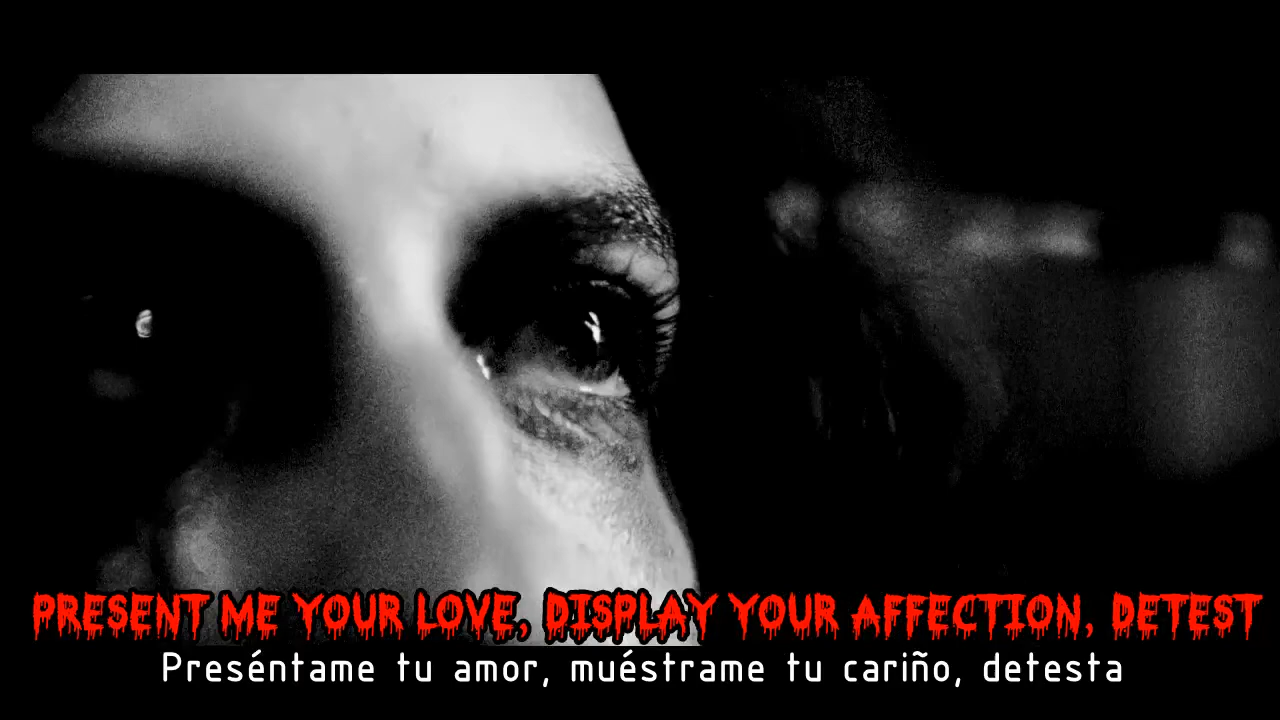 PRESENT ME YOUR LOVE, DISPLAY YOUR AFFECTION, DETEST
Preséntame tu amor, muéstrame tu cariño, detesta